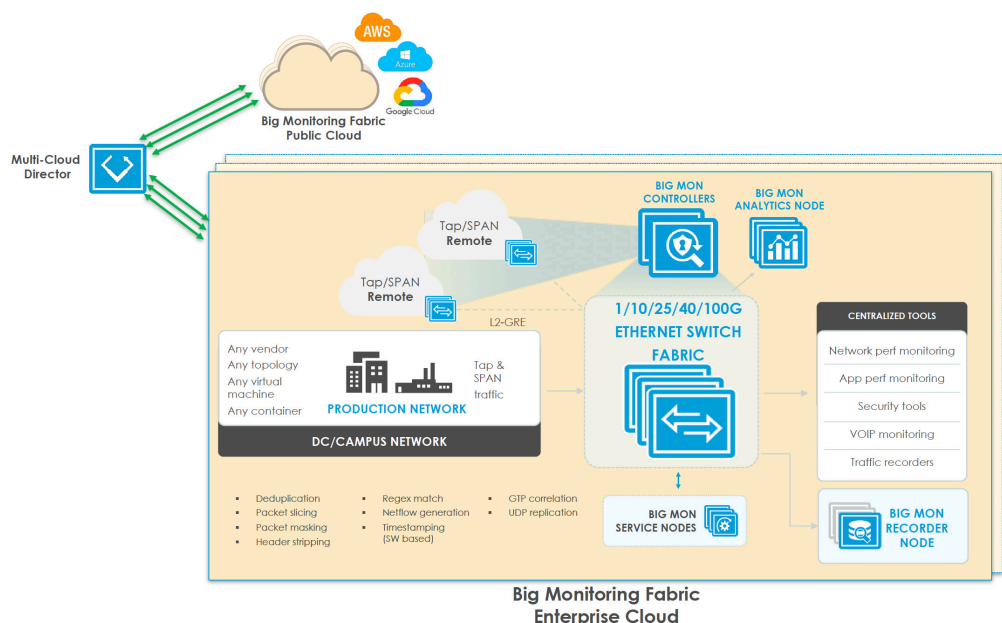 AWS
Azure
Google Cloud
Big Monitoring Fabric
Public Cloud
Multi-Cloud
Director
BIG MON
CONTROLLERS
BIG MON
ANALYTICS NODE
Tap/SPAN
Remote
Tap/SPAN
Remote
L2-GRE
1/10/25/40/100G
ETHERNET SWITCH
FABRIC
CENTRALIZED TOOLS
Network perf monitoring
App perf monitoring
Security tools
VOIP monitoring
Traffic recorders
Any vendor
Any topology
Any virtual
machine
Any container
Tap &
SPAN
traffic
PRODUCTION NETWORK
DC/CAMPUS NETWORK
▪ Deduplication
▪ Packet slicing
▪ Packet masking
▪ Header stripping
▪ Regex match
▪ Netflow generation
▪ Timestamping
(SW based)
▪ GTP correlation
▪ UDP replication
BIG MON
SERVICE NODES
BIG MON
RECORDER
NODE
Big Monitoring Fabric
Enterprise Cloud